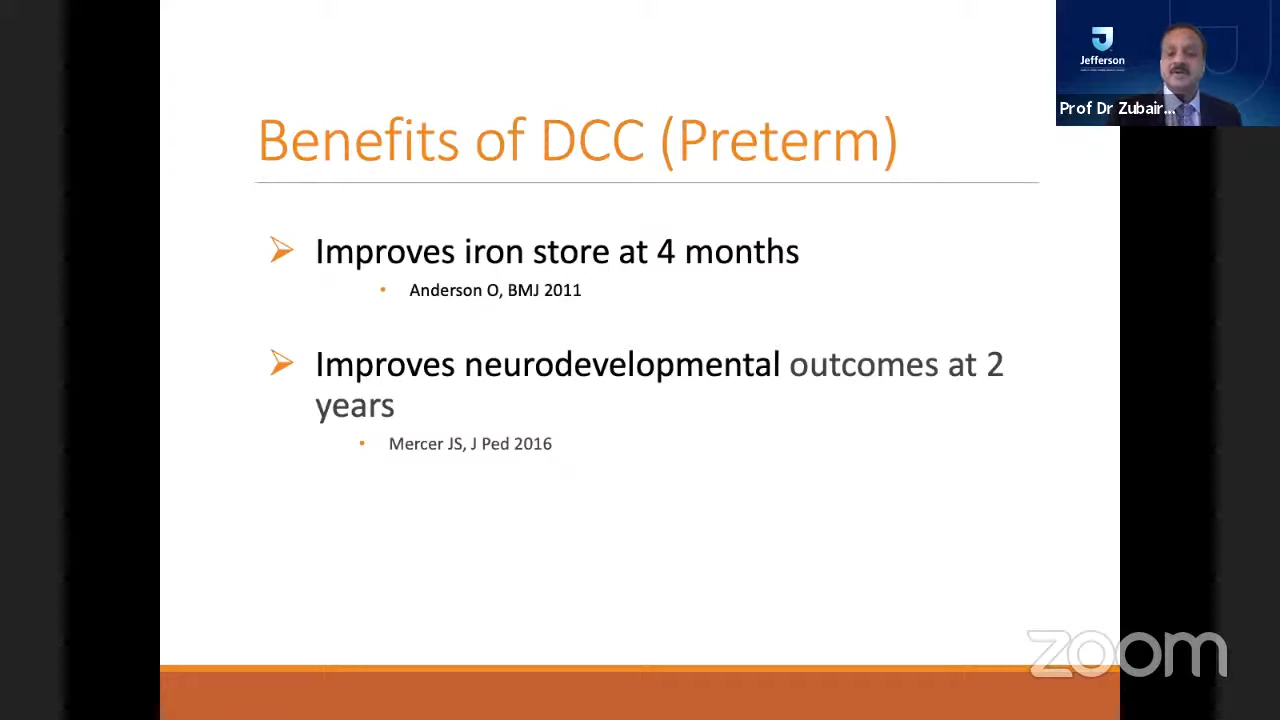 Jefferson
Prof Dr Zubair...
Benefits of DCC (Preterm)
Improves iron store at 4 months
Anderson O, BMJ 2011
Improves neurodevelopmental outcomes at 2
years
Mercer JS, J Ped 2016
zoom